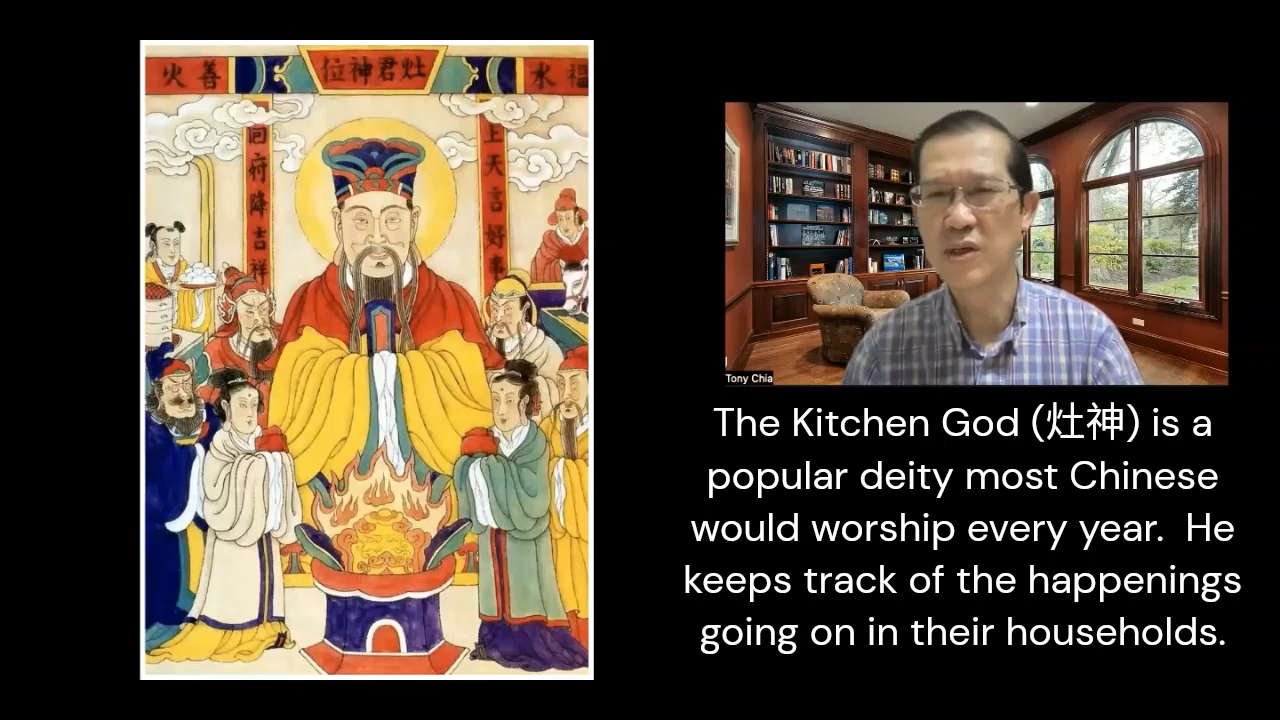 火善
位神君灶
水福
回府降吉祥
上天言好事
Tony Chia
The Kitchen God (灶神) is a
popular deity most Chinese
would worship every year.  He
keeps track of the happenings
going on in their households.